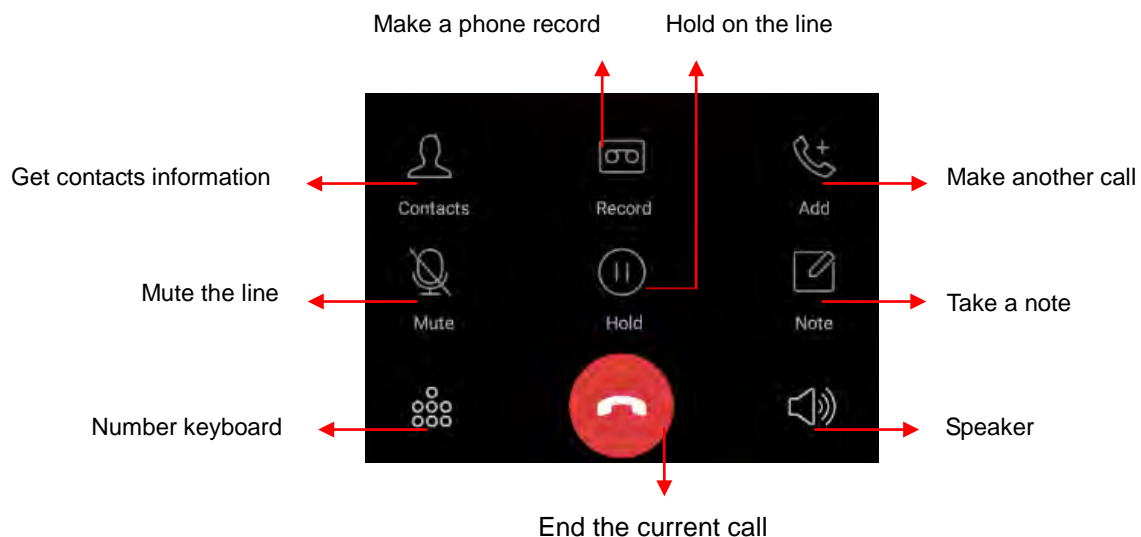 Make a phone record
Hold on the line
Get contacts information
Contacts
Record
Add
Make another call
Mute the line
Mute
Hold
Note
Take a note
Number keyboard
Speaker
End the current call